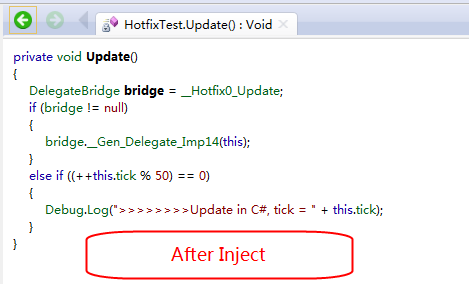 HotfixTest.Update() : Void
private void Update()
{
DelegateBridge bridge = __Hotfix0_Update;
if (bridge != null)
{
bridge.__Gen_Delegate_Imp14(this);
}
else if ((++this.tick % 50) == 0)
{
Debug.Log(">>>>>>>>Update in C#, tick = " + this.tick);
}
}
After Inject